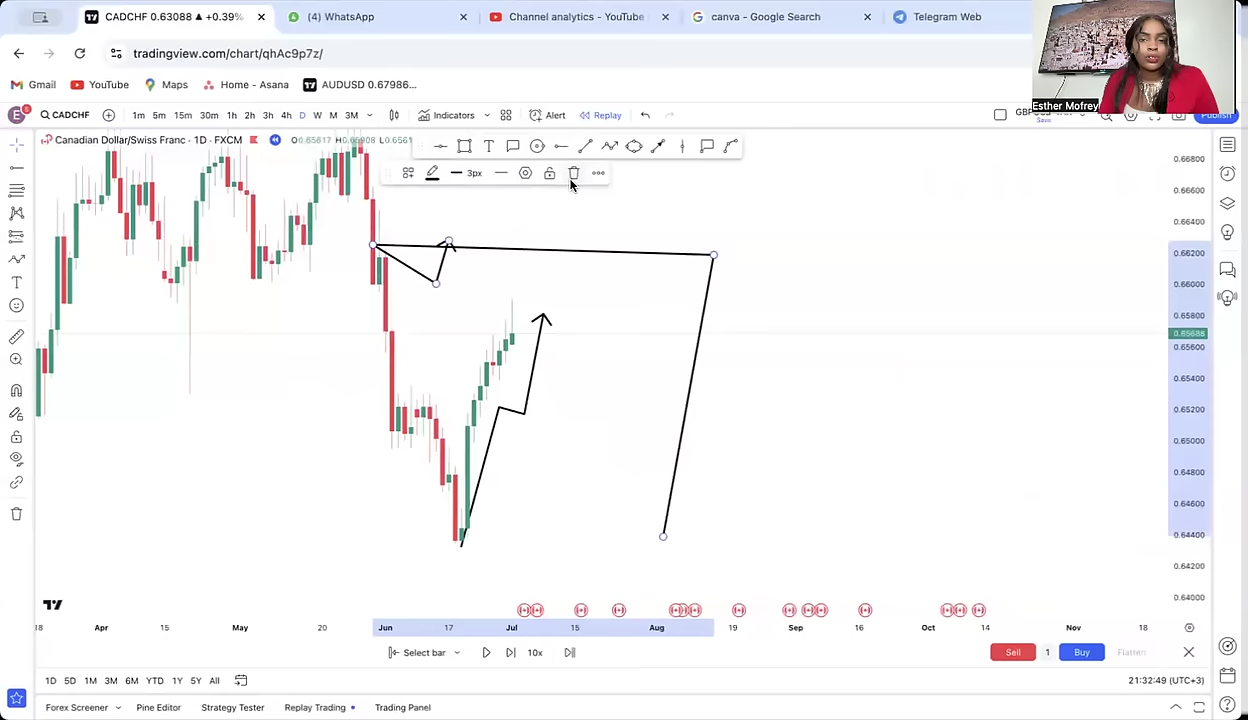 CADCHF 0.63088 ▲ +0.39%
(4) WhatsApp
Channel analytics - YouTube
canva - Google Search
Telegram Web
tradingview.com/chart/qhAc9p7z/
Gmail
YouTube
Maps
Home - Asana
AUDUSD 0.67986...
Esther Mofrey
E
CADCHF
1m 5m 15m 30m 1h 2h 3h 4h D W M 3M
Indicators
Alert
Replay
Save
Publish
Canadian Dollar/Swiss Franc · 1D · FXCM
3px
0.66800
0.66600
0.66400
0.66200
0.66000
0.65800
0.65688
0.65600
0.65400
0.65200
0.65000
0.64800
0.64600
0.64400
0.64200
0.64000
18 Apr 15 May 20 Jun 17 Jul 15 Aug 19 Sep 16 Oct 14 Nov 18
Select bar
10x
Sell 1 Buy Flatten
1D 5D 1M 3M 6M YTD 1Y 5Y All
21:32:49 (UTC+3)
Forex Screener
Pine Editor
Strategy Tester
Replay Trading
Trading Panel